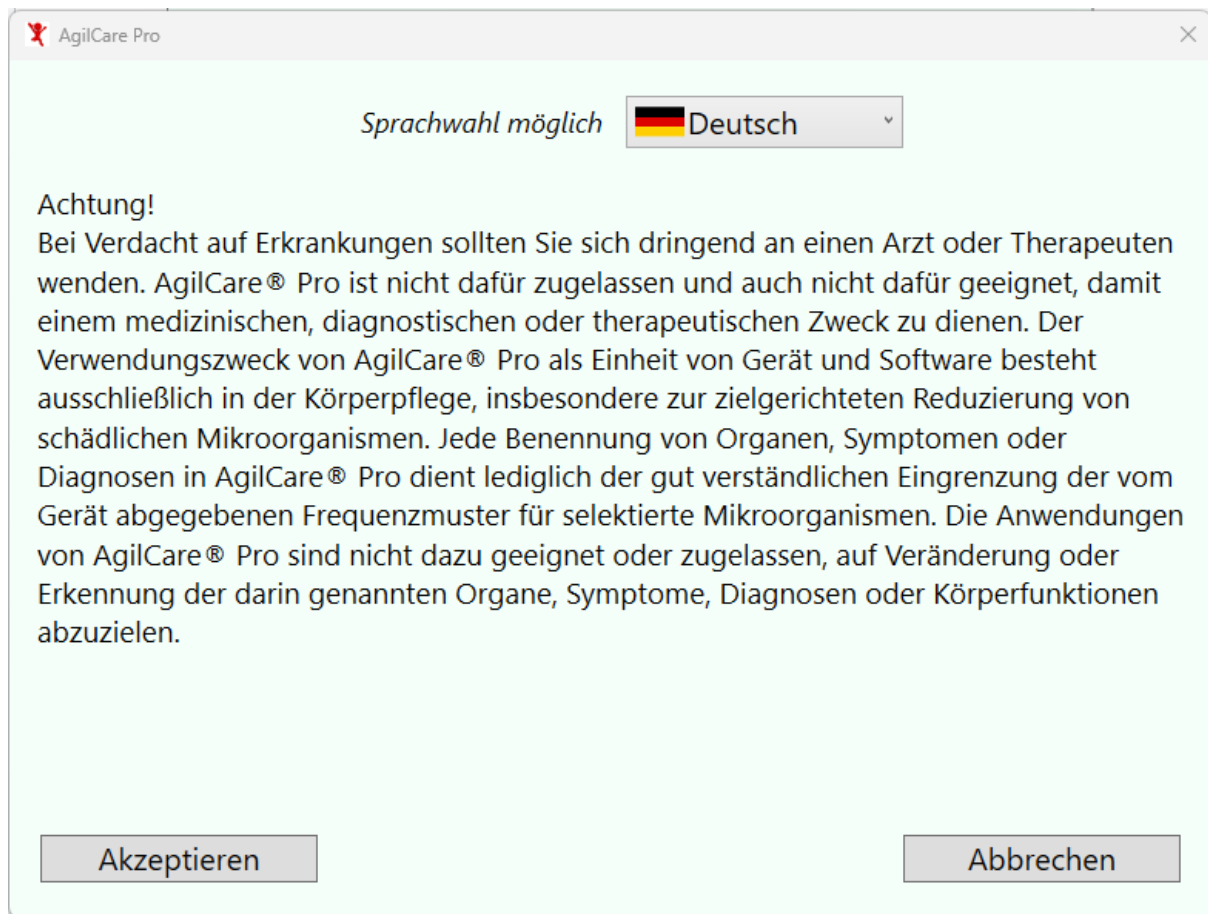 AgilCare Pro
Sprachwahl möglich
Deutsch
Achtung!
Bei Verdacht auf Erkrankungen sollten Sie sich dringend an einen Arzt oder Therapeuten
wenden. AgilCare® Pro ist nicht dafür zugelassen und auch nicht dafür geeignet, damit
einem medizinischen, diagnostischen oder therapeutischen Zweck zu dienen. Der
Verwendungszweck von AgilCare® Pro als Einheit von Gerät und Software besteht
ausschließlich in der Körperpflege, insbesondere zur zielgerichteten Reduzierung von
schädlichen Mikroorganismen. Jede Benennung von Organen, Symptomen oder
Diagnosen in AgilCare® Pro dient lediglich der gut verständlichen Eingrenzung der vom
Gerät abgegebenen Frequenzmuster für selektierte Mikroorganismen. Die Anwendungen
von AgilCare® Pro sind nicht dazu geeignet oder zugelassen, auf Veränderung oder
Erkennung der darin genannten Organe, Symptome, Diagnosen oder Körperfunktionen
abzuzielen.
Akzeptieren
Abbrechen